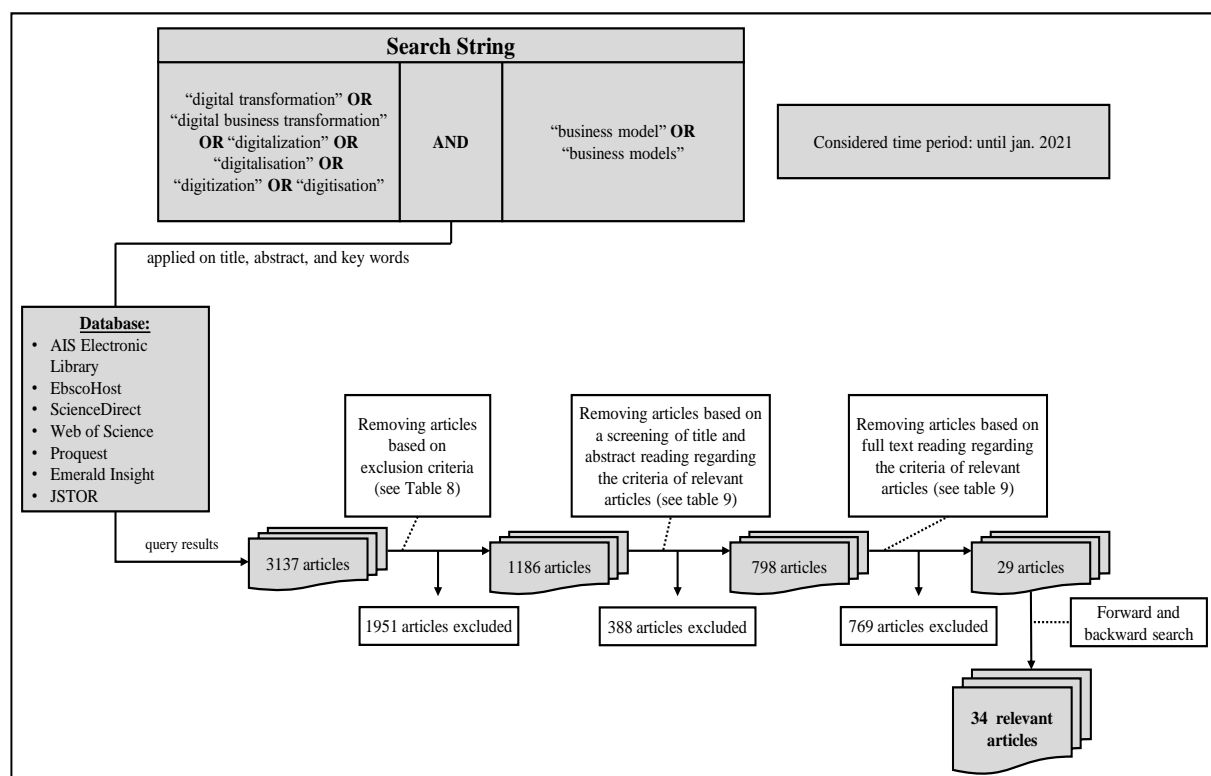 Search String
“digital transformation” OR
“digital business transformation”
OR “digitalization” OR
“digitalisation” OR
“digitization” OR “digitisation”
AND
“business model” OR
“business models”
Considered time period: until jan. 2021
applied on title, abstract, and key words
Database:
• AIS Electronic
Library
• EbscoHost
• ScienceDirect
• Web of Science
• Proquest
• Emerald Insight
• JSTOR
Removing articles
based on
exclusion criteria
(see Table 8)
Removing articles based on
a screening of title and
abstract reading regarding
the criteria of relevant
articles (see table 9)
Removing articles based on
full text reading regarding
the criteria of relevant
articles (see table 9)
query results
3137 articles
1186 articles
798 articles
29 articles
1951 articles excluded
388 articles excluded
769 articles excluded
Forward and
backward search
34 relevant
articles